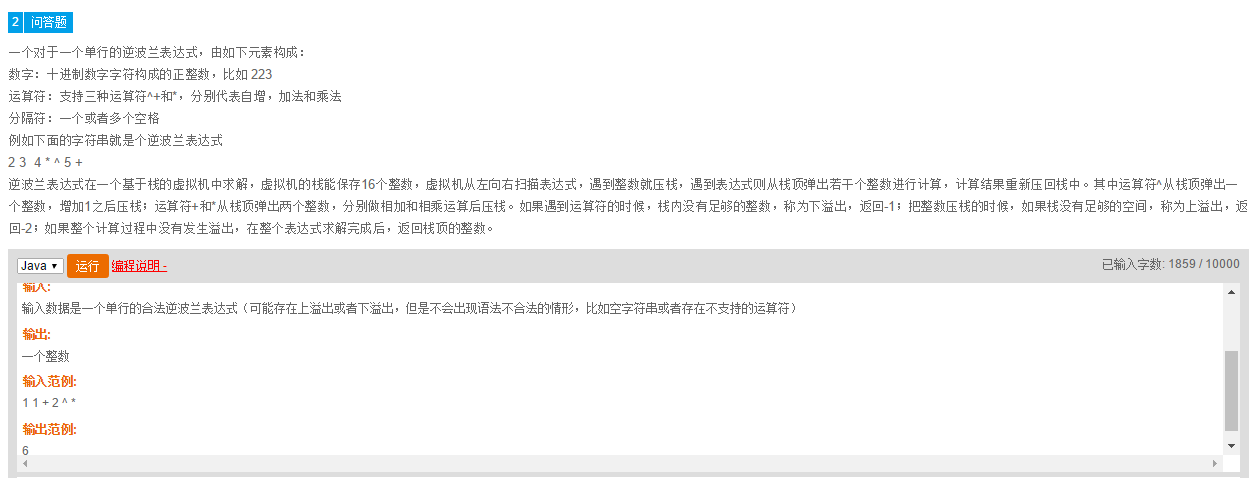 2 问答题
一个对于一个单行的逆波兰表达式，由如下元素构成：
数字：十进制数字字符构成的正整数，比如 223
运算符：支持三种运算符^+和*，分别代表自增，加法和乘法
分隔符：一个或者多个空格
例如下面的字符串就是个逆波兰表达式
2 3  4 * ^ 5 +
逆波兰表达式在一个基于栈的虚拟机中求解，虚拟机的栈能保存16个整数，虚拟机从左向右扫描表达式，遇到整数就压栈，遇到表达式则从栈顶弹出若干个整数进行计算，计算结果重新压回栈中。其中运算符^从栈顶弹出一
个整数，增加1之后压栈；运算符+和*从栈顶弹出两个整数，分别做相加和相乘运算后压栈。如果遇到运算符的时候，栈内没有足够的整数，称为下溢出，返回-1；把整数压栈的时候，如果栈没有足够的空间，称为上溢出，返
回-2；如果整个计算过程中没有发生溢出，在整个表达式求解完成后，返回栈顶的整数。
Java 运行 编程说明 - 已输入字数: 1859 / 10000
输入:
输入数据是一个单行的合法逆波兰表达式（可能存在上溢出或者下溢出，但是不会出现语法不合法的情形，比如空字符串或者存在不支持的运算符）
输出:
一个整数
输入范例:
1 1 + 2 ^ *
输出范例:
6